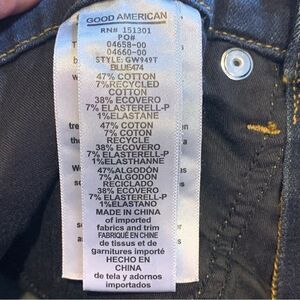 GOOD AMERICAN
RN# 151301
PO#
04658-00
04660-00
STYLE: GW949T
BLUE474
47% COTTON
7%RECYCLED
COTTON
38% ECOVERO
7% ELASTERELL-P
1%ELASTANE
47% COTON
7% COTON
RECYCLE
38% ECOVERO
7% ELASTERELL-P
1%ELASTHANNE
47%ALGODÓN
7%ALGODÓN
RECICLADO
38% ECOVERO
7% ELASTERELL-P
1%ELASTANO
MADE IN CHINA
of imported
fabrics and trim
FABRIQUÉ EN CHINE
de tissus et de
garnitures importé
HECHO EN
CHINA
de tela y adornos
importados